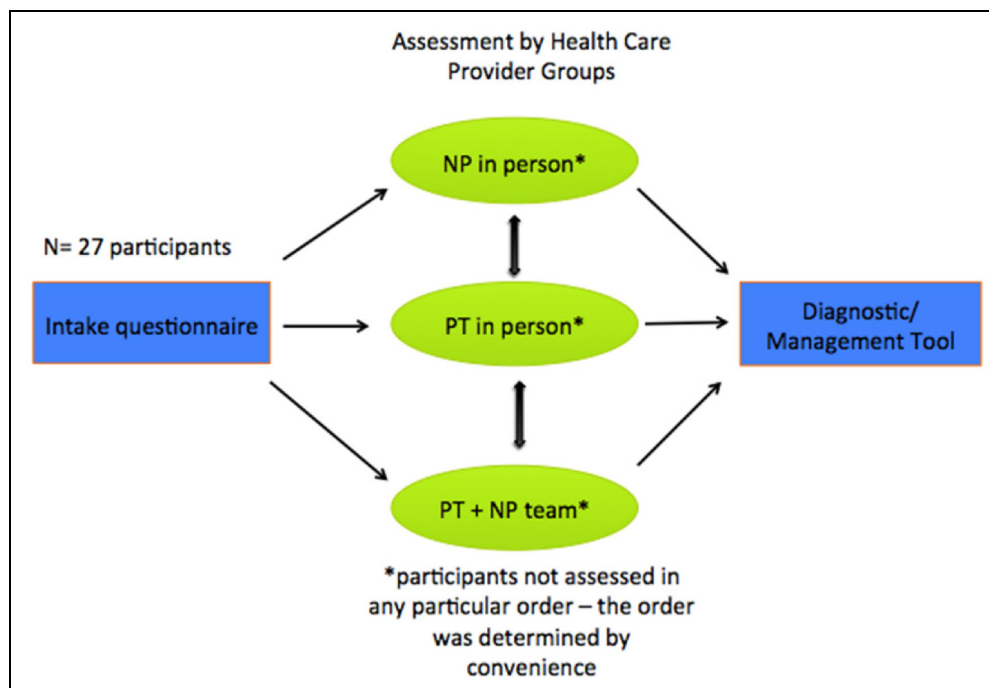 Assessment by Health Care
Provider Groups
NP in person*
N= 27 participants
Intake questionnaire
PT in person*
Diagnostic/
Management Tool
PT + NP team*
*participants not assessed in
any particular order – the order
was determined by
convenience